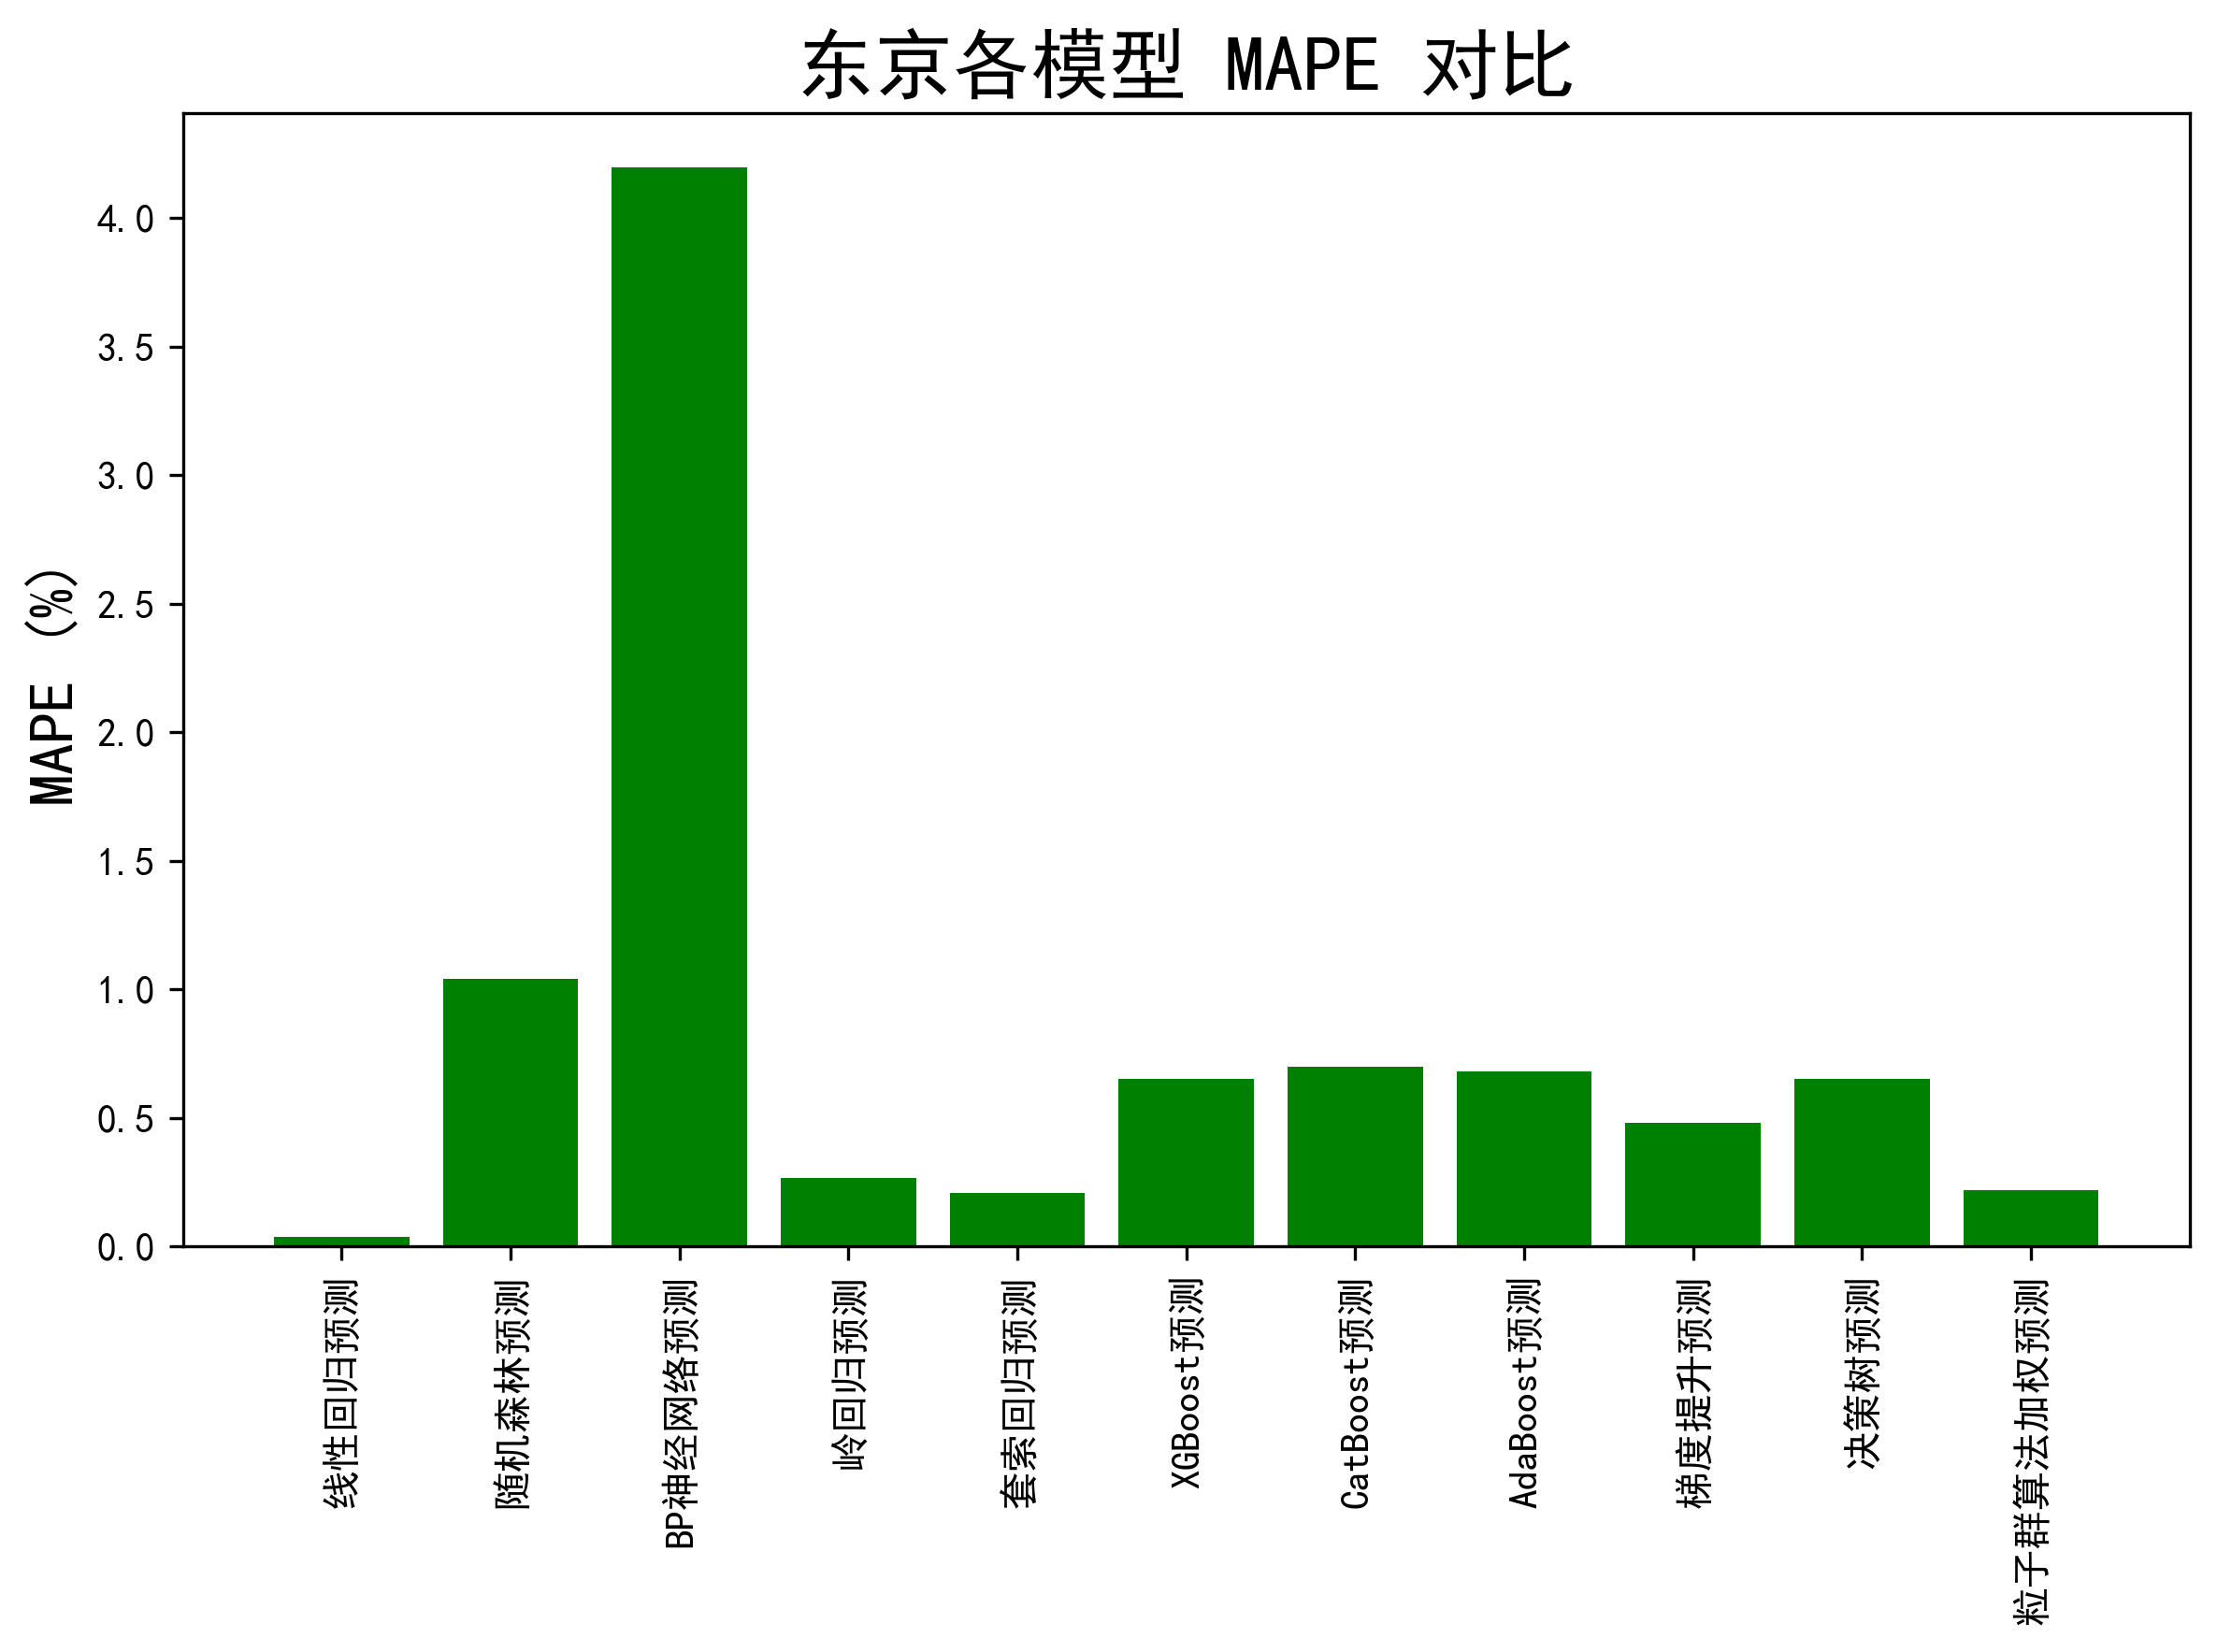 东京各模型 MAPE 对比
MAPE (%)
4.0
3.5
3.0
2.5
2.0
1.5
1.0
0.5
0.0
线性回归预测
随机森林预测
BP神经网络预测
岭回归预测
套索回归预测
XGBoost预测
CatBoost预测
AdaBoost预测
梯度提升预测
决策树预测
粒子群算法加权预测